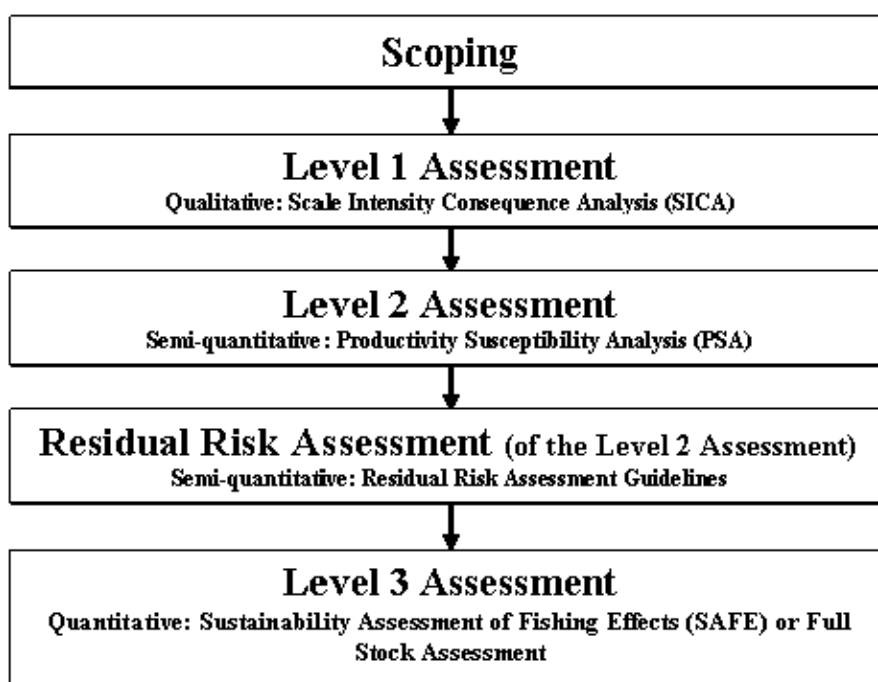 Scoping
Level 1 Assessment
Qualitative: Scale Intensity Consequence Analysis (SICA)
Level 2 Assessment
Semi-quantitative: Productivity Susceptibility Analysis (PSA)
Residual Risk Assessment (of the Level 2 Assessment)
Semi-quantitative: Residual Risk Assessment Guidelines
Level 3 Assessment
Quantitative: Sustainability Assessment of Fishing Effects (SAFE) or Full
Stock Assessment